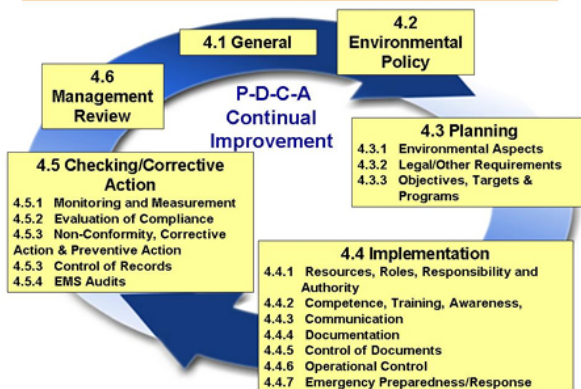 4.1 General
4.2
Environmental
Policy
4.6
Management
Review
P-D-C-A
Continual
Improvement
4.3 Planning
4.3.1 Environmental Aspects
4.3.2 Legal/Other Requirements
4.3.3 Objectives, Targets &
Programs
4.5 Checking/Corrective
Action
4.5.1 Monitoring and Measurement
4.5.2 Evaluation of Compliance
4.5.3 Non-Conformity, Corrective
Action & Preventive Action
4.5.3 Control of Records
4.5.4 EMS Audits
4.4 Implementation
4.4.1 Resources, Roles, Responsibility and
Authority
4.4.2 Competence, Training, Awareness,
4.4.3 Communication
4.4.4 Documentation
4.4.5 Control of Documents
4.4.6 Operational Control
4.4.7 Emergency Preparedness/Response